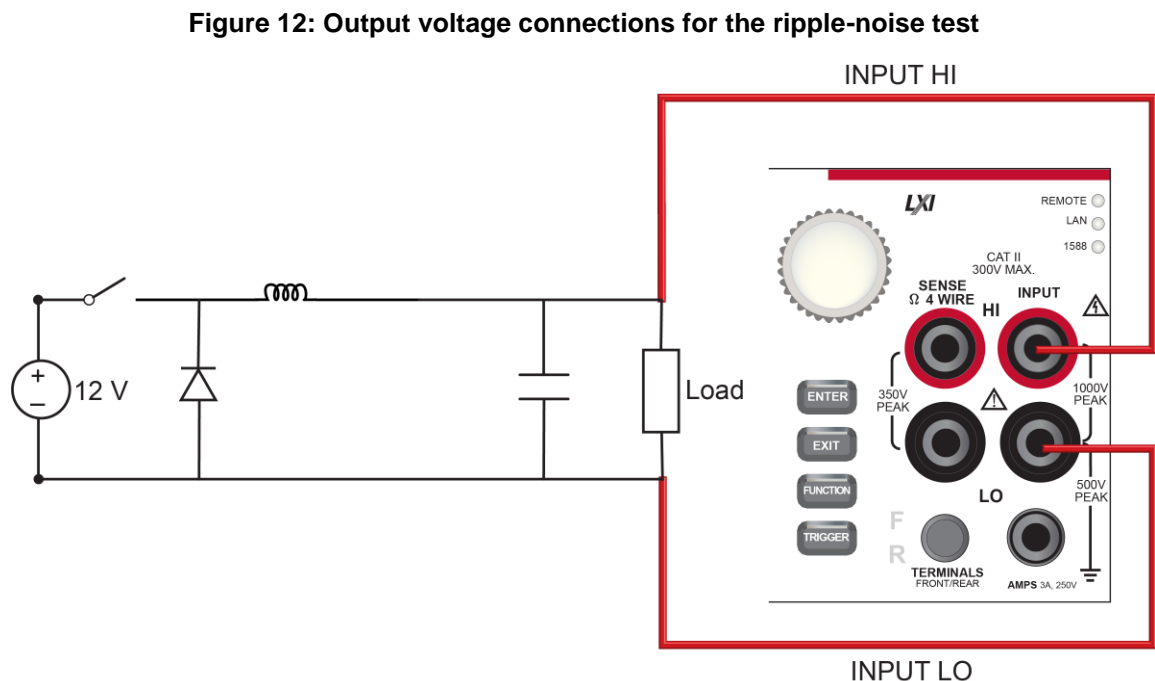 Figure 12: Output voltage connections for the ripple-noise test
INPUT HI
LXI
REMOTE
LAN
1588
CAT II
300V MAX.
SENSE
Ω 4 WIRE
HI
INPUT
+
12 V
–
Load
ENTER
350V
PEAK
1000V
PEAK
EXIT
FUNCTION
500V
PEAK
LO
TRIGGER
F
R
TERMINALS
FRONT/REAR
AMPS 3A, 250V
INPUT LO